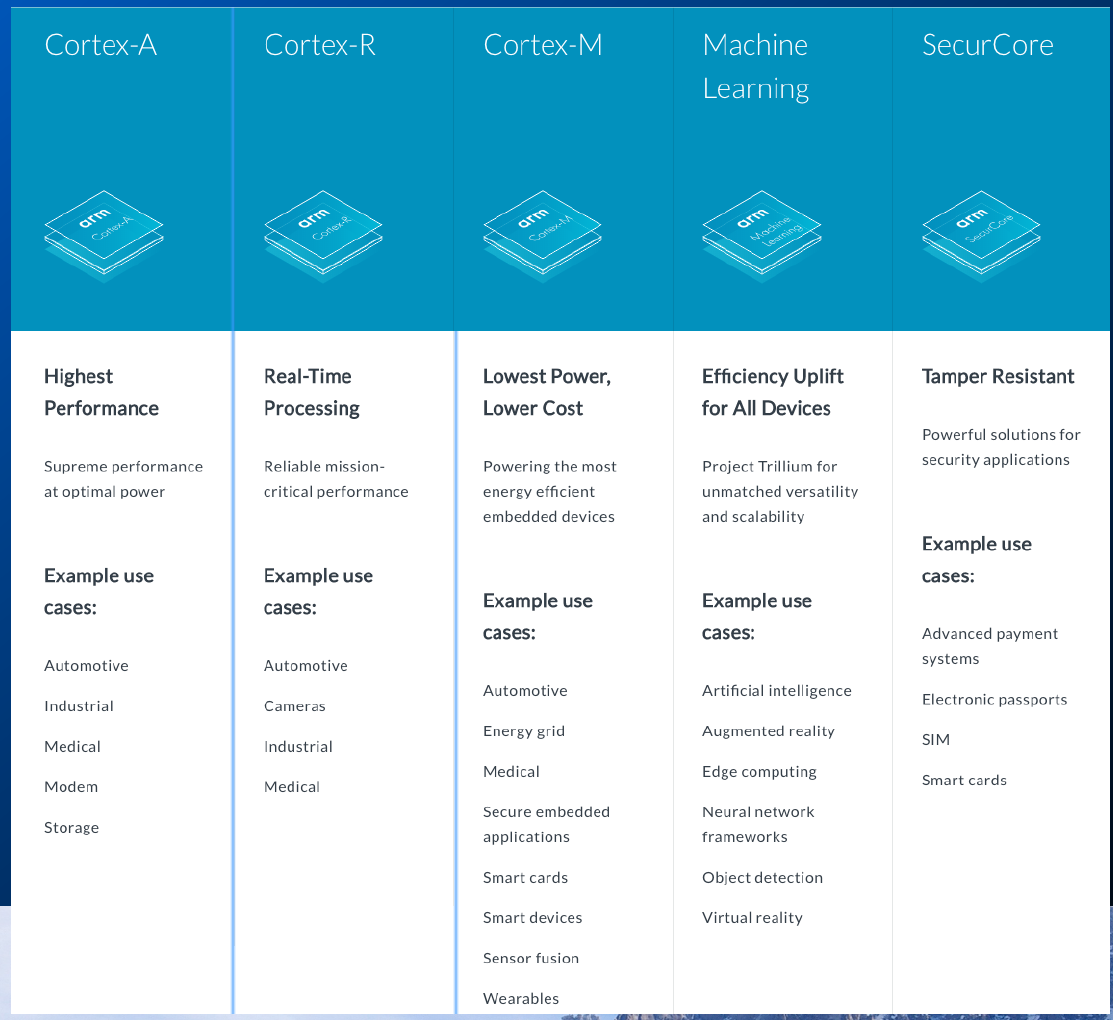 Cortex-A
arm
Cortex-A
Highest
Performance
Supreme performance
at optimal power
Example use
cases:
Automotive
Industrial
Medical
Modem
Storage
Cortex-R
arm
Cortex-R
Real-Time
Processing
Reliable mission-
critical performance
Example use
cases:
Automotive
Cameras
Industrial
Medical
Cortex-M
arm
Cortex-M
Lowest Power,
Lower Cost
Powering the most
energy efficient
embedded devices
Example use
cases:
Automotive
Energy grid
Medical
Secure embedded
applications
Smart cards
Smart devices
Sensor fusion
Wearables
Machine
Learning
arm
Machine
Learning
Efficiency Uplift
for All Devices
Project Trillium for
unmatched versatility
and scalability
Example use
cases:
Artificial intelligence
Augmented reality
Edge computing
Neural network
frameworks
Object detection
Virtual reality
SecurCore
arm
SecurCore
Tamper Resistant
Powerful solutions for
security applications
Example use
cases:
Advanced payment
systems
Electronic passports
SIM
Smart cards